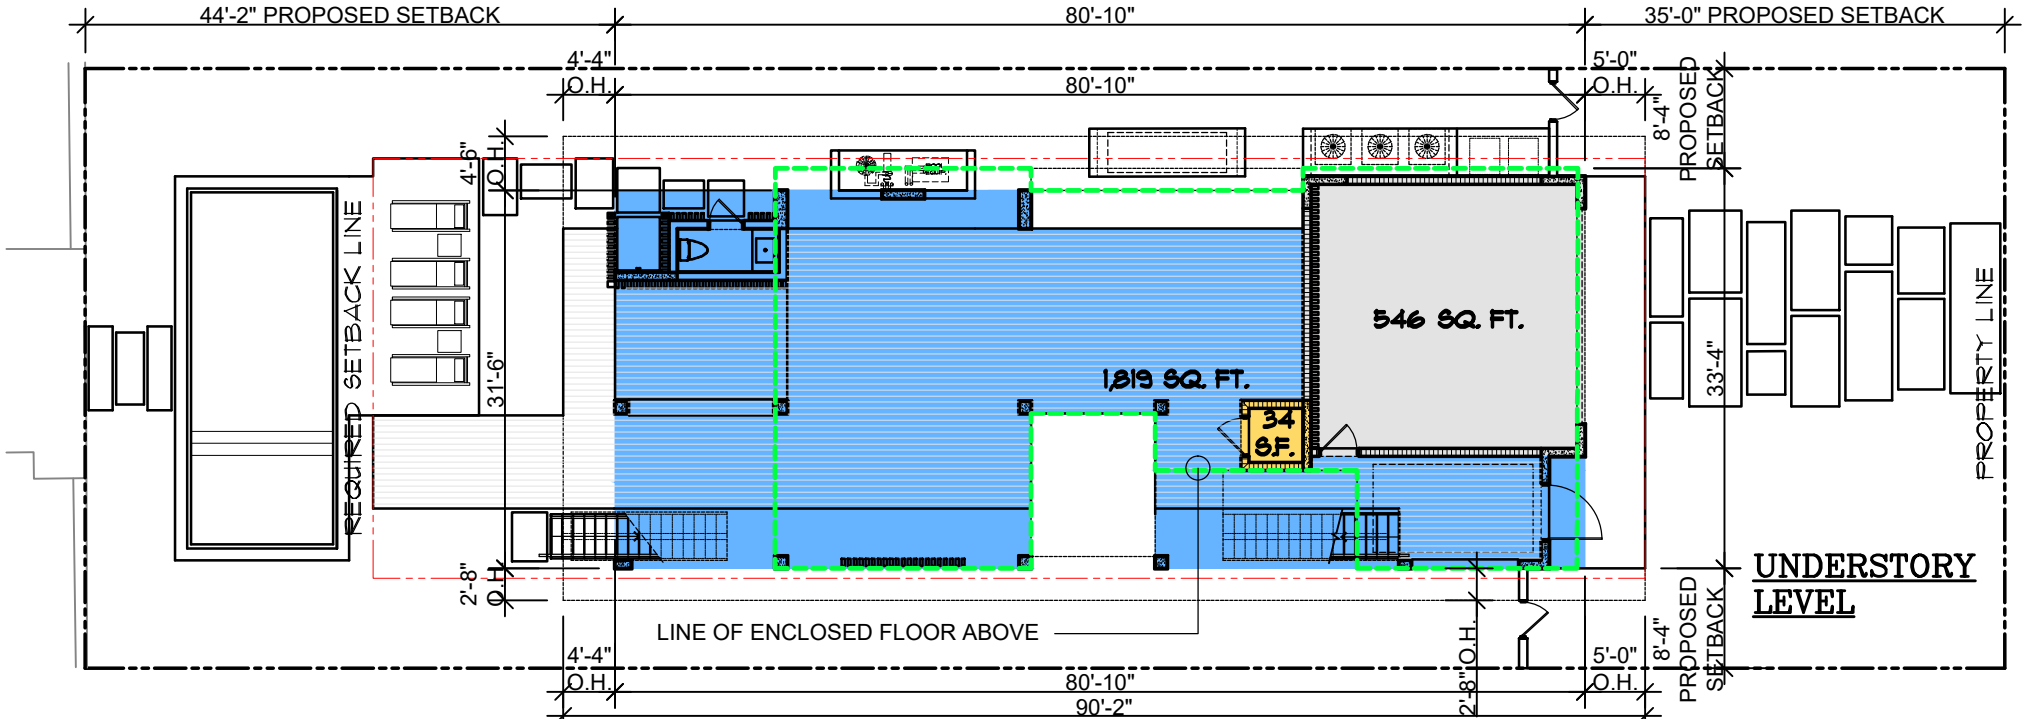 44'-2" PROPOSED SETBACK
80'-10"
35'-0" PROPOSED SETBACK
4'-4"
O.H.
80'-10"
5'-0"
O.H.
8'-4"
PROPOSED
SETBACK
4'-6"
O.H.
REQUIRED SETBACK LINE
31'-6"
546 SQ. FT.
1,819 SQ. FT.
34
S.F.
33'-4"
PROPERTY LINE
2'-8"
O.H.
UNDERSTORY
LEVEL
LINE OF ENCLOSED FLOOR ABOVE
2'-8" O.H.
8'-4"
PROPOSED
SETBACK
4'-4"
O.H.
80'-10"
5'-0"
O.H.
90'-2"